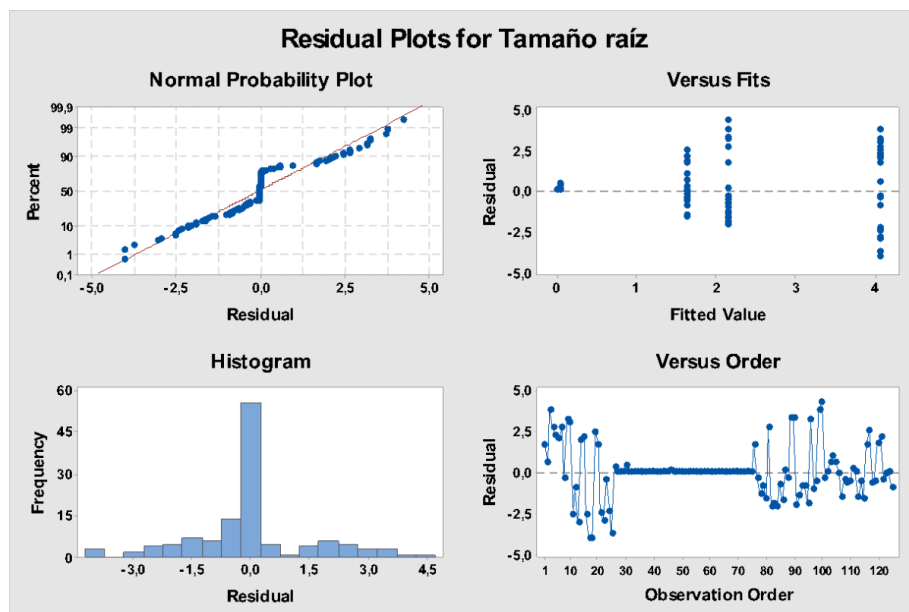 Residual Plots for Tamaño raíz
Normal Probability Plot
99,9
99
90
50
10
1
0,1
Percent
-5,0 -2,5 0,0 2,5 5,0
Residual
Versus Fits
5,0
2,5
0,0
-2,5
-5,0
Residual
0 1 2 3 4
Fitted Value
Histogram
60
45
30
15
0
Frequency
-3,0 -1,5 0,0 1,5 3,0 4,5
Residual
Versus Order
5,0
2,5
0,0
-2,5
-5,0
Residual
1 10 20 30 40 50 60 70 80 90 100 110 120
Observation Order